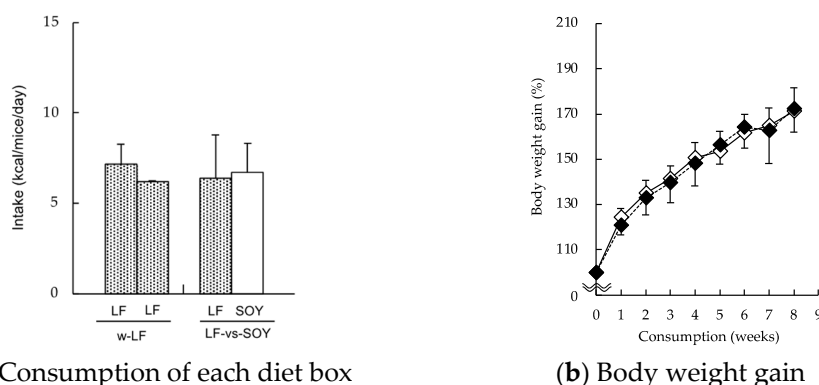 15
10
5
0
Intake (kcal/mice/day)
LF LF LF SOY
w-LF LF-vs-SOY
Consumption of each diet box
210
190
170
150
130
110
0
Body weight gain (%)
0 1 2 3 4 5 6 7 8 9
Consumption (weeks)
(b) Body weight gain